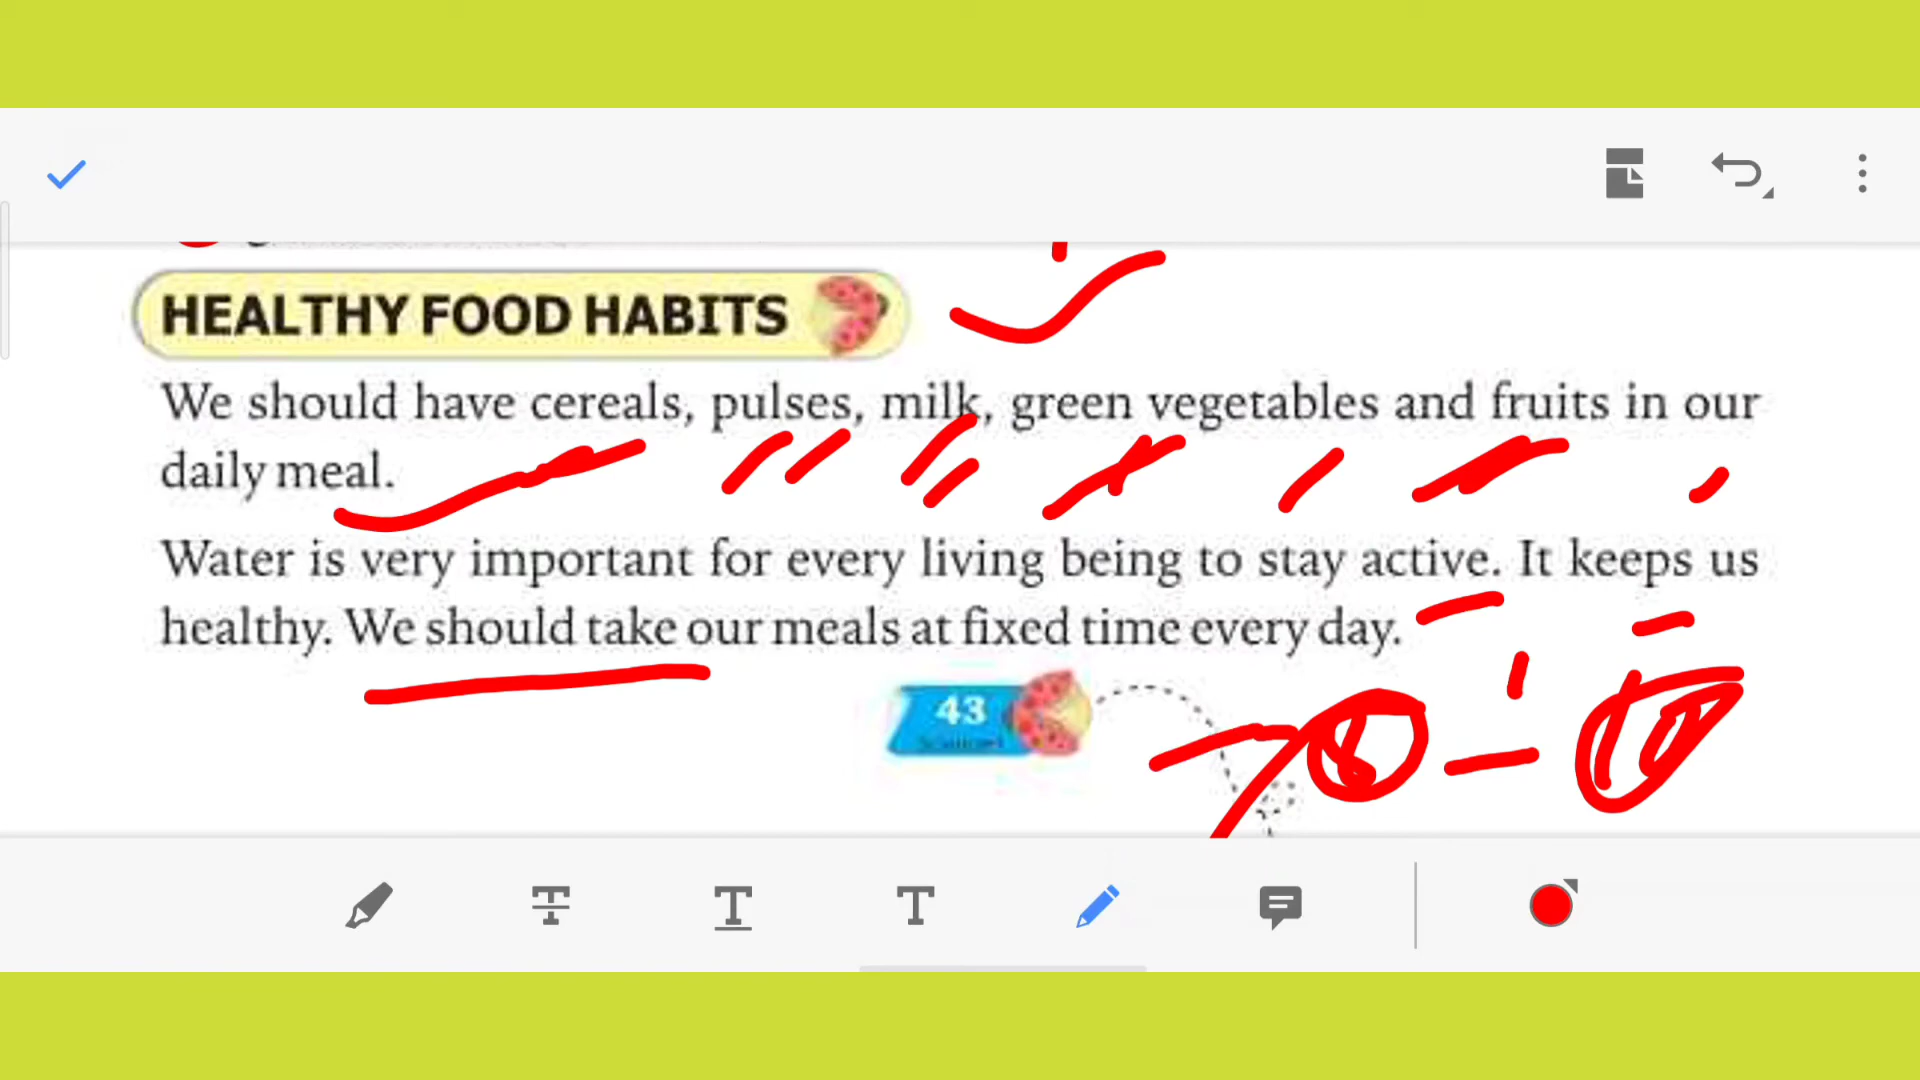 HEALTHY FOOD HABITS
We should have cereals, pulses, milk, green vegetables and fruits in our
daily meal.
Water is very important for every living being to stay active. It keeps us
healthy. We should take our meals at fixed time every day.
43